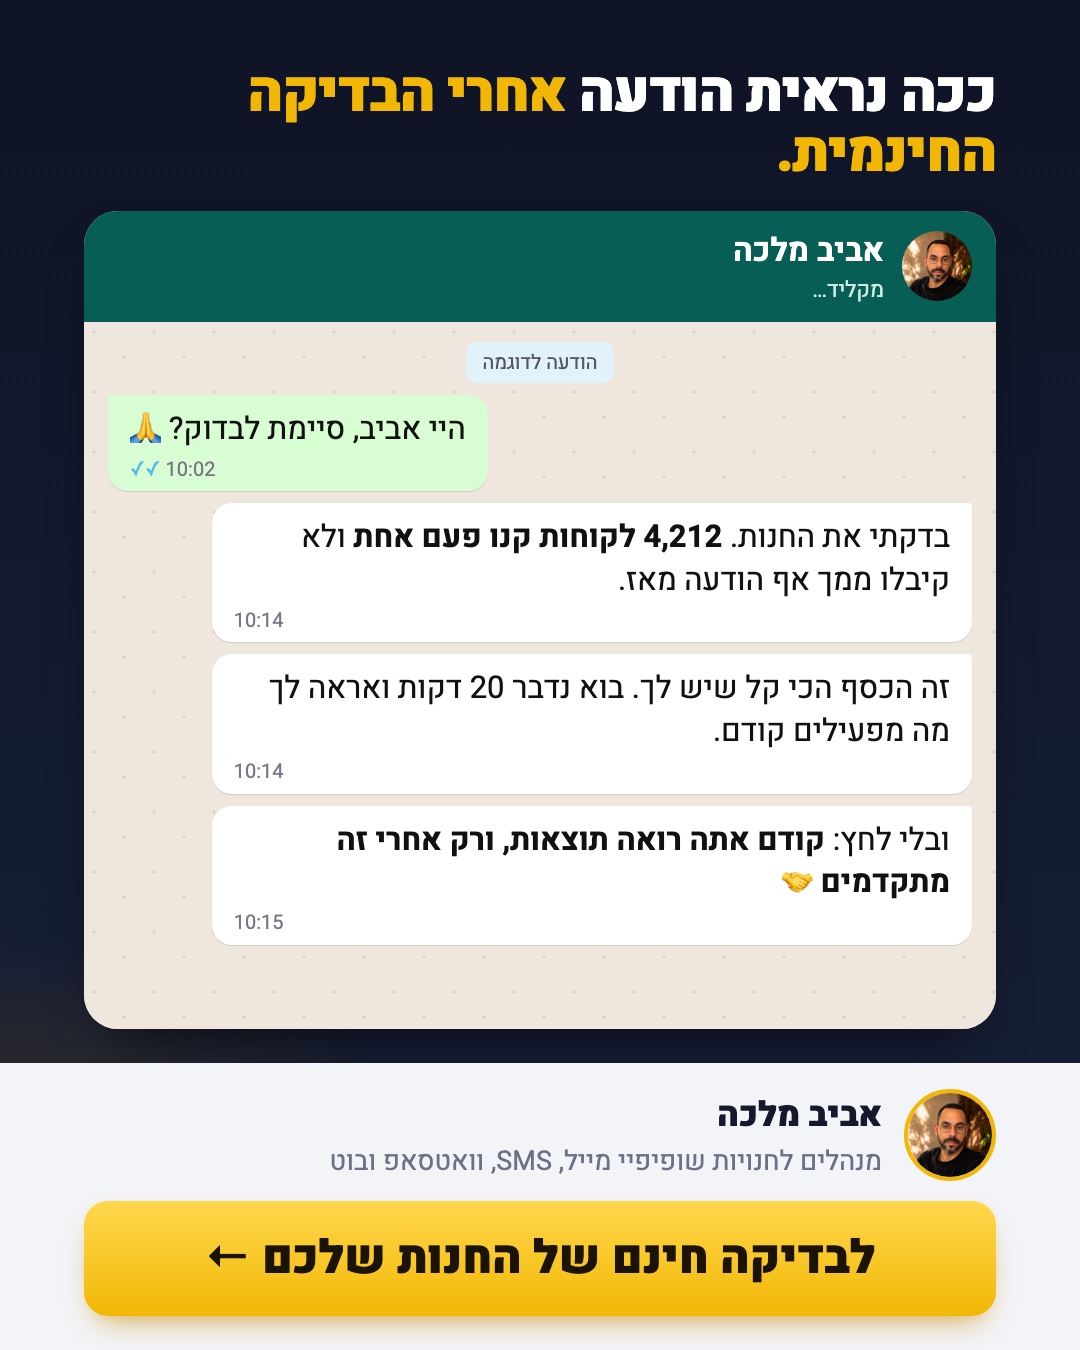 ככה נראית הודעה אחרי הבדיקה
החינמית.
אביב מלכה
מקליד...
הודעה לדוגמה
היי אביב, סיימת לבדוק? 🙏
10:02 ✓✓
בדקתי את החנות. 4,212 לקוחות קנו פעם אחת ולא
קיבלו ממך אף הודעה מאז.
10:14
זה הכסף הכי קל שיש לך. בוא נדבר 20 דקות ואראה לך
מה מפעילים קודם.
10:14
ובלי לחץ: קודם אתה רואה תוצאות, ורק אחרי זה
מתקדמים 🤝
10:15
אביב מלכה
מנהלים לחנויות שופיפיי מייל, SMS, וואטסאפ ובוט
לבדיקה חינם של החנות שלכם ←